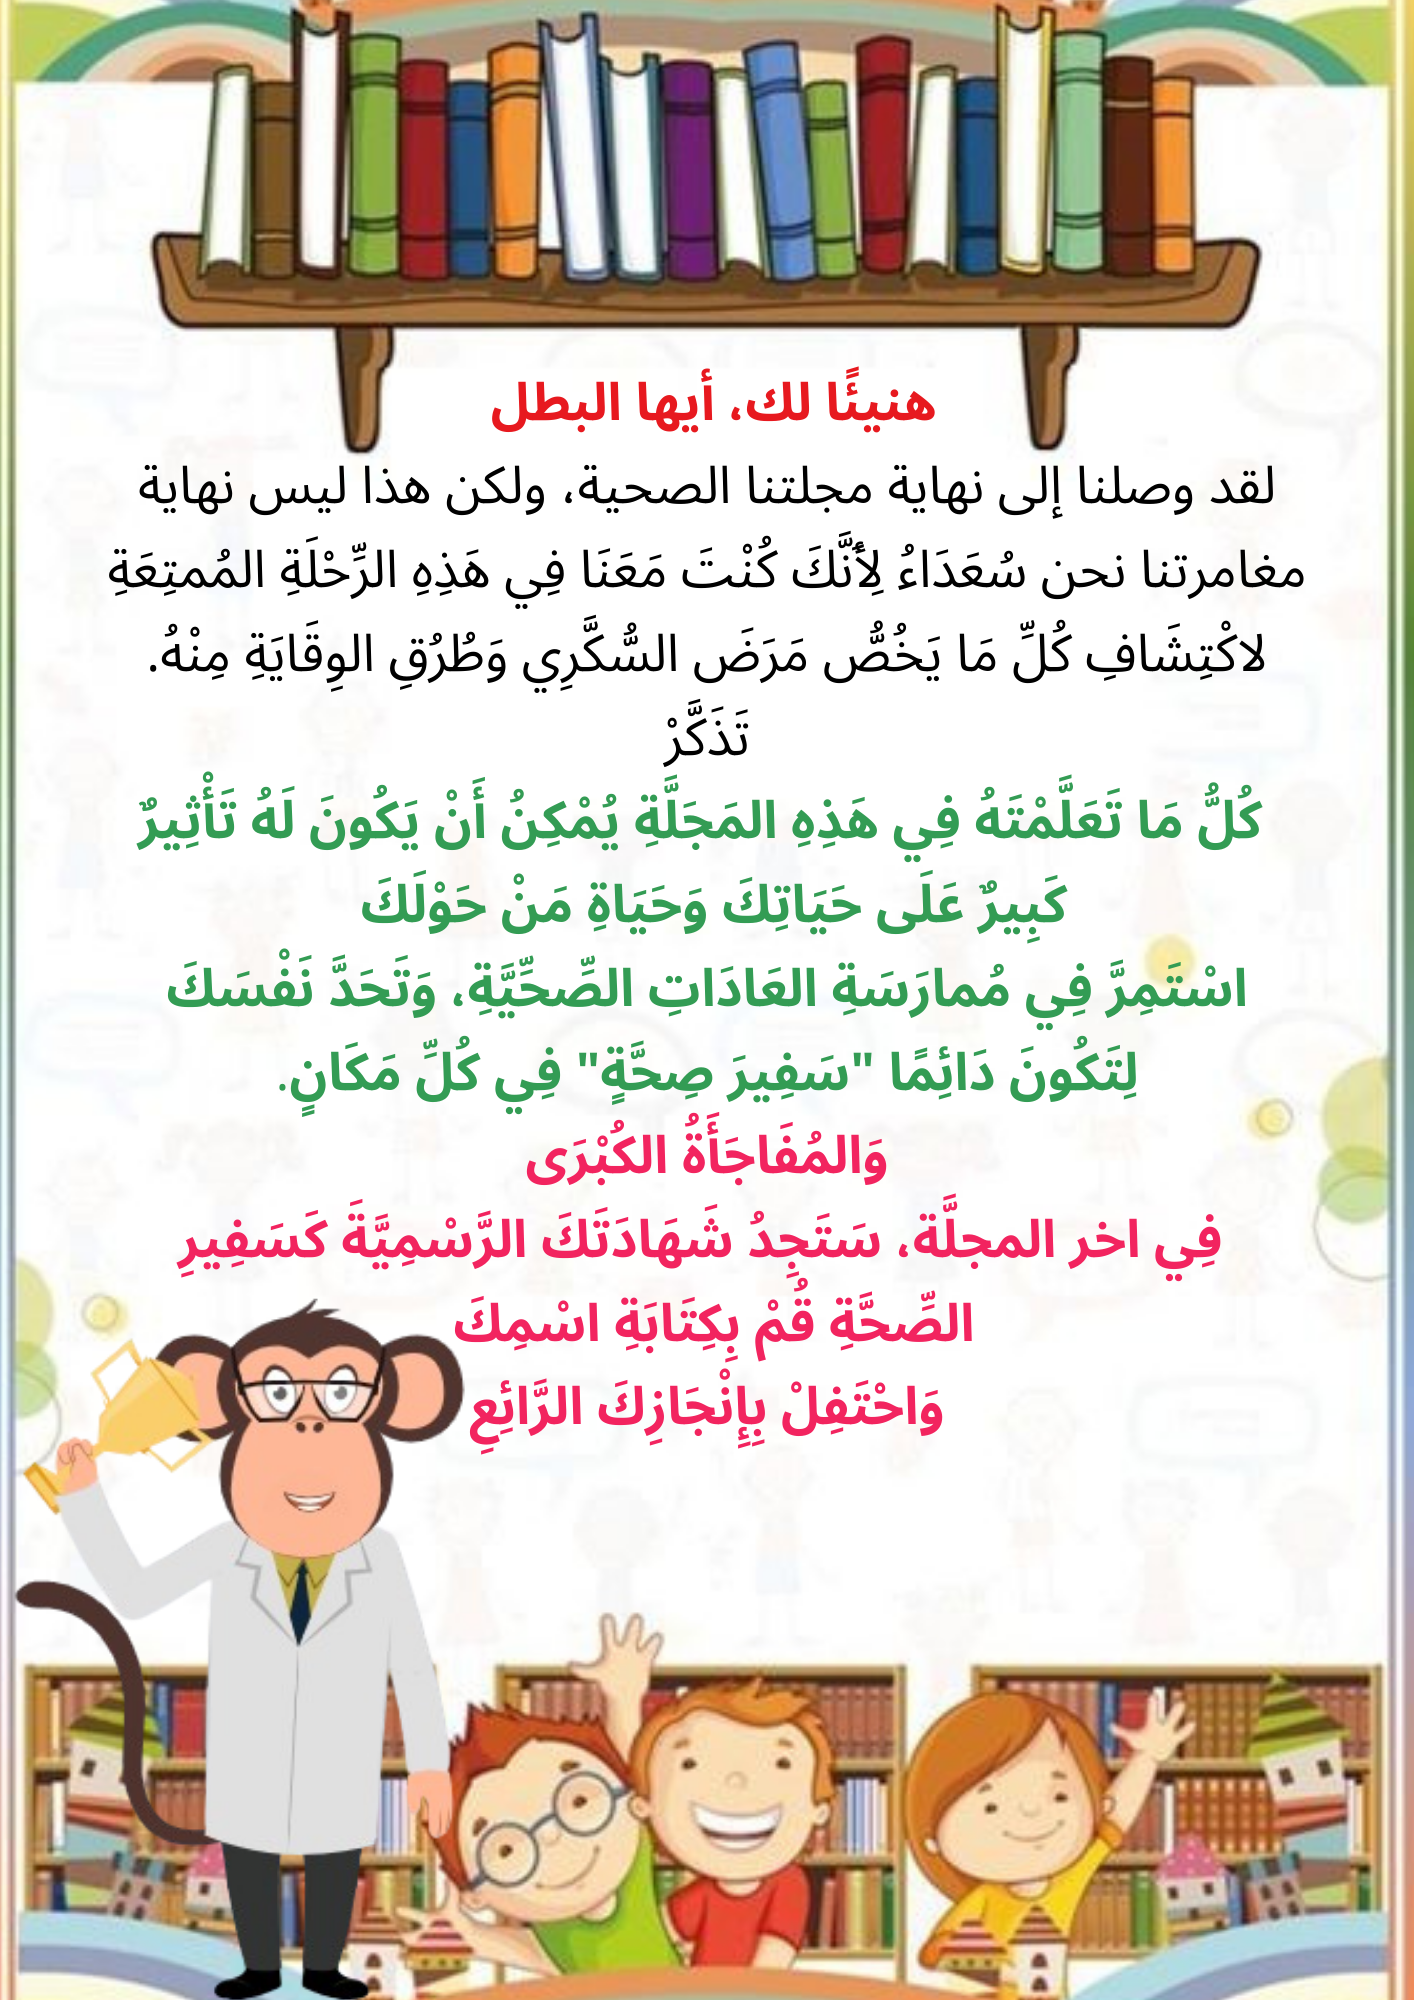 هنيئًا لك، أيها البطل
لقد وصلنا إلى نهاية مجلتنا الصحية، ولكن هذا ليس نهاية
مغامرتنا نحن سُعَدَاءُ لِأَنَّكَ كُنْتَ مَعَنَا فِي هَذِهِ الرِّحْلَةِ المُمتِعَةِ
لاكْتِشَافِ كُلِّ مَا يَخُصُّ مَرَضَ السُّكَّرِي وَطُرُقِ الوِقَايَةِ مِنْهُ.
تَذَكَّرْ
كُلُّ مَا تَعَلَّمْتَهُ فِي هَذِهِ المَجَلَّةِ يُمْكِنُ أَنْ يَكُونَ لَهُ تَأْثِيرٌ
كَبِيرٌ عَلَى حَيَاتِكَ وَحَيَاةِ مَنْ حَوْلَكَ
اسْتَمِرَّ فِي مُمارَسَةِ العَادَاتِ الصِّحِّيَّةِ، وَتَحَدَّ نَفْسَكَ
لِتَكُونَ دَائِمًا "سَفِيرَ صِحَّةٍ" فِي كُلِّ مَكَانٍ.
وَالمُفَاجَأَةُ الكُبْرَى
فِي اخر المجلَّة، سَتَجِدُ شَهَادَتَكَ الرَّسْمِيَّةَ كَسَفِيرِ
الصِّحَّةِ قُمْ بِكِتَابَةِ اسْمِكَ
وَاحْتَفِلْ بِإِنْجَازِكَ الرَّائِعِ